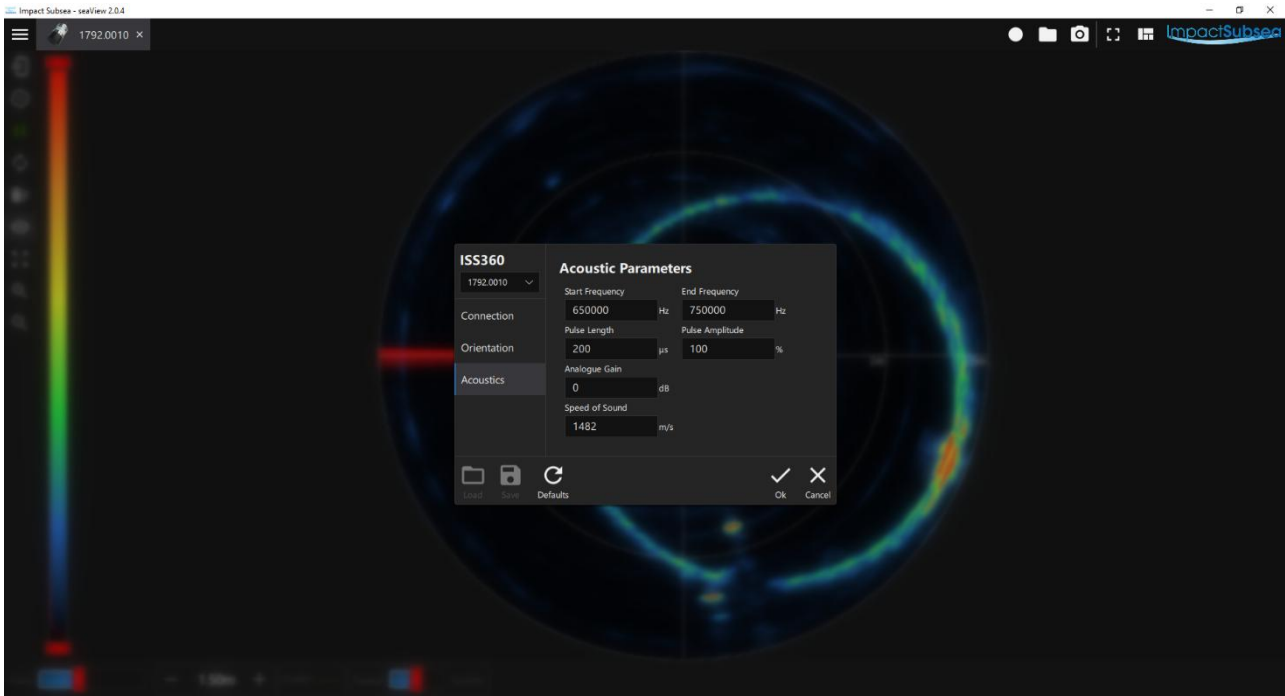 Impact Subsea - seaView 2.0.4
1792.0010
ImpactSubsea
ISS360
1792.0010
Connection
Orientation
Acoustics
Acoustic Parameters
Start Frequency End Frequency
650000 Hz 750000 Hz
Pulse Length Pulse Amplitude
200 µs 100 %
Analogue Gain
0 dB
Speed of Sound
1482 m/s
Load Save Defaults Ok Cancel
1.50m